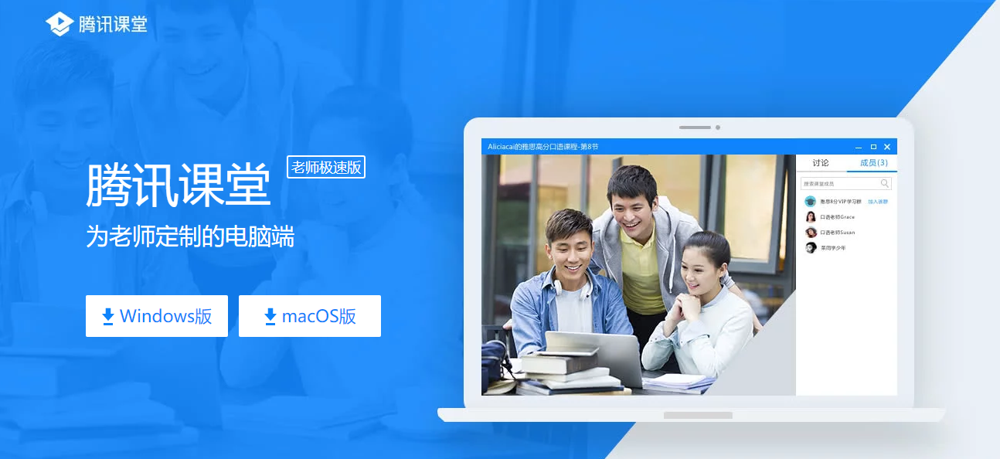 腾讯课堂
腾讯课堂 老师极速版
为老师定制的电脑端
Windows版 macOS版
Aliciacai的雅思高分口语课程-第8节
讨论 成员(3)
搜索课堂成员
雅思8分VIP学习群 加入该群
口语老师Grace
口语老师Susan
菜同学少年